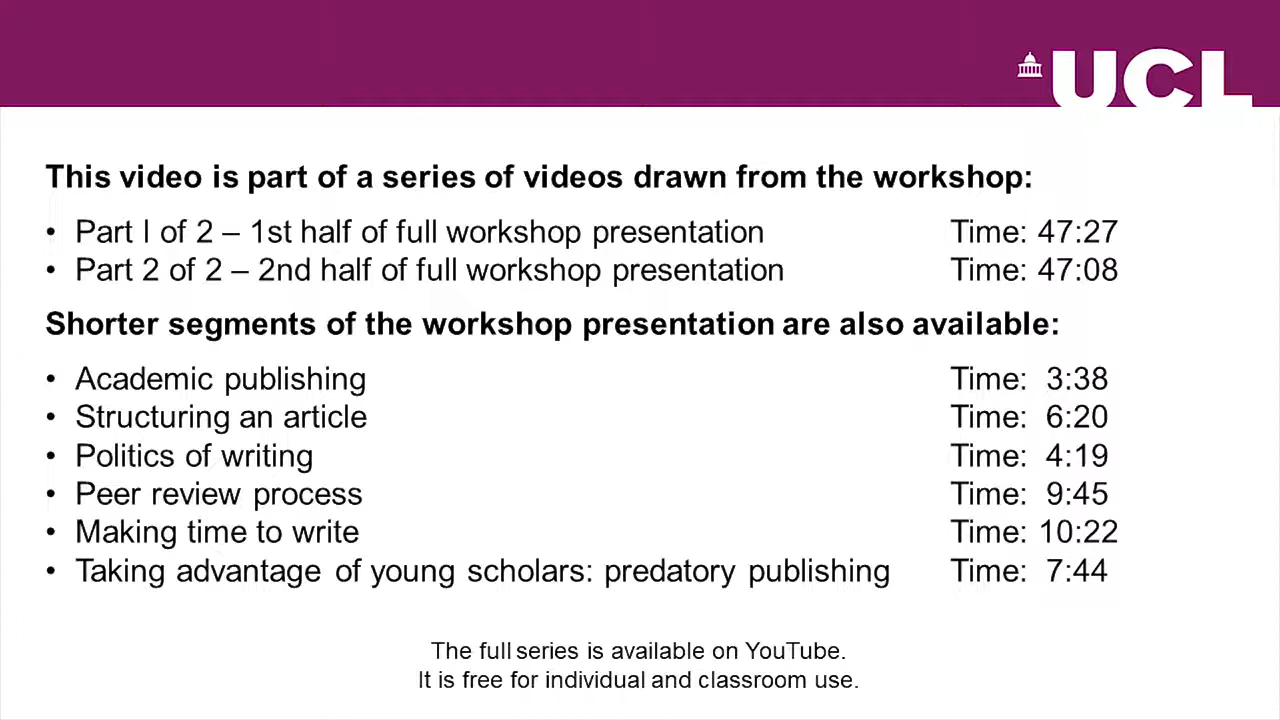 UCL
This video is part of a series of videos drawn from the workshop:
• Part I of 2 – 1st half of full workshop presentation Time: 47:27
• Part 2 of 2 – 2nd half of full workshop presentation Time: 47:08
Shorter segments of the workshop presentation are also available:
• Academic publishing Time: 3:38
• Structuring an article Time: 6:20
• Politics of writing Time: 4:19
• Peer review process Time: 9:45
• Making time to write Time: 10:22
• Taking advantage of young scholars: predatory publishing Time: 7:44
The full series is available on YouTube.
It is free for individual and classroom use.